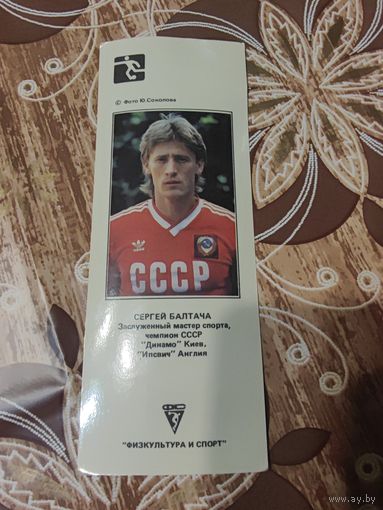 © Фото Ю.Соколова
СССР
СЕРГЕЙ БАЛТАЧА
Заслуженный мастер спорта,
чемпион СССР
"Динамо" Киев,
"Ипсвич" Англия
ФС
"ФИЗКУЛЬТУРА И СПОРТ"
www.ay.by